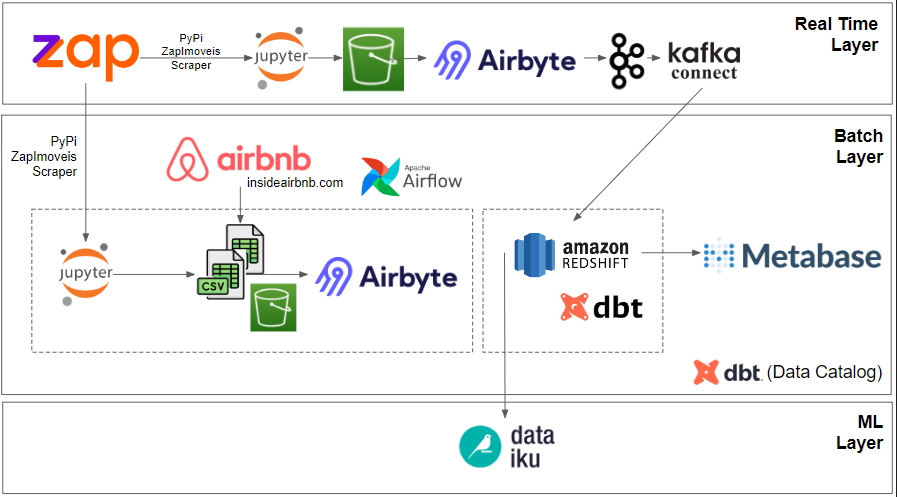 Real Time
Layer
zap
PyPi
ZapImoveis
Scraper
jupyter
Airbyte
kafka
connect
Batch
Layer
PyPi
ZapImoveis
Scraper
airbnb
insideairbnb.com
Apache
Airflow
jupyter
CSV
Airbyte
amazon
REDSHIFT
dbt
Metabase
dbt (Data Catalog)
ML
Layer
data
iku